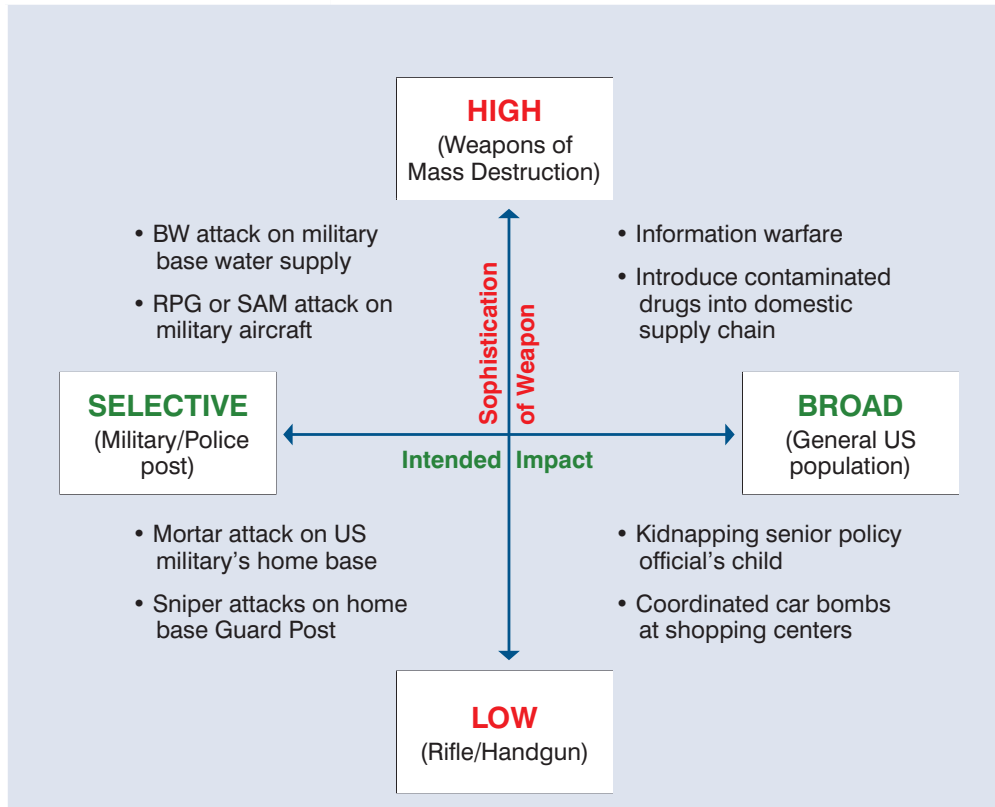 HIGH
(Weapons of
Mass Destruction)
• BW attack on military
base water supply
• RPG or SAM attack on
military aircraft
• Information warfare
• Introduce contaminated
drugs into domestic
supply chain
Sophistication
of Weapon
SELECTIVE
(Military/Police
post)
BROAD
(General US
population)
Intended Impact
• Mortar attack on US
military’s home base
• Sniper attacks on home
base Guard Post
• Kidnapping senior policy
official’s child
• Coordinated car bombs
at shopping centers
LOW
(Rifle/Handgun)